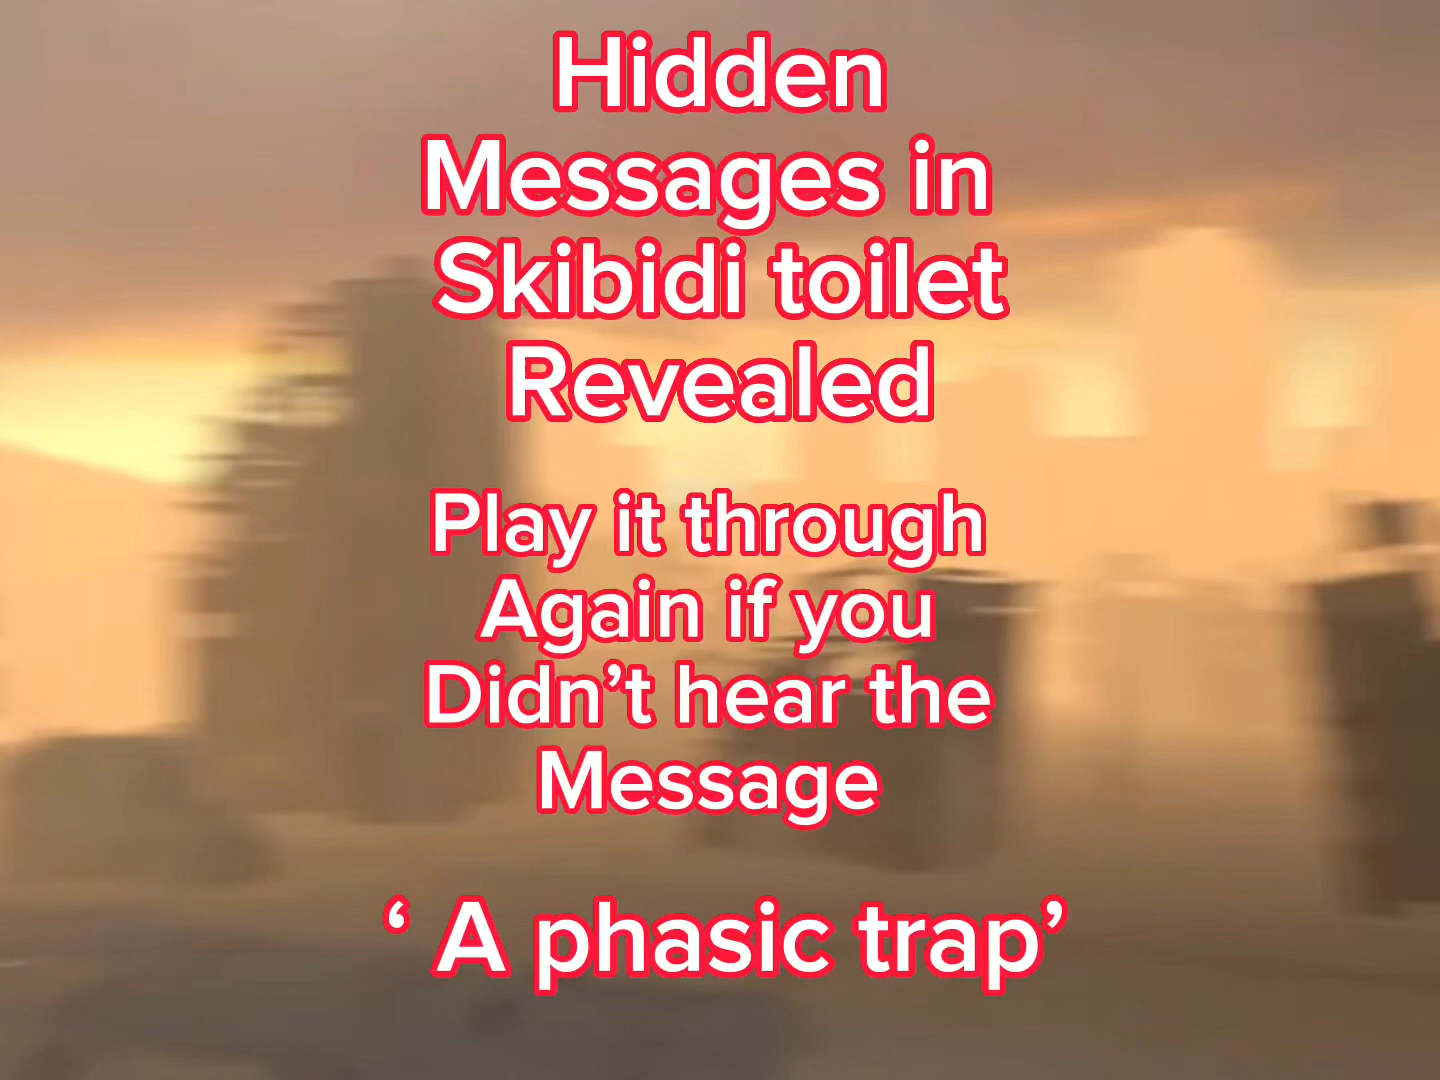 Hidden
Messages in
Skibidi toilet
Revealed
Play it through
Again if you
Didn’t hear the
Message
‘ A phasic trap’